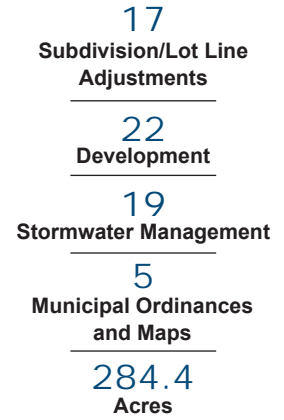 17
Subdivision/Lot Line
Adjustments
22
Development
19
Stormwater Management
5
Municipal Ordinances
and Maps
284.4
Acres